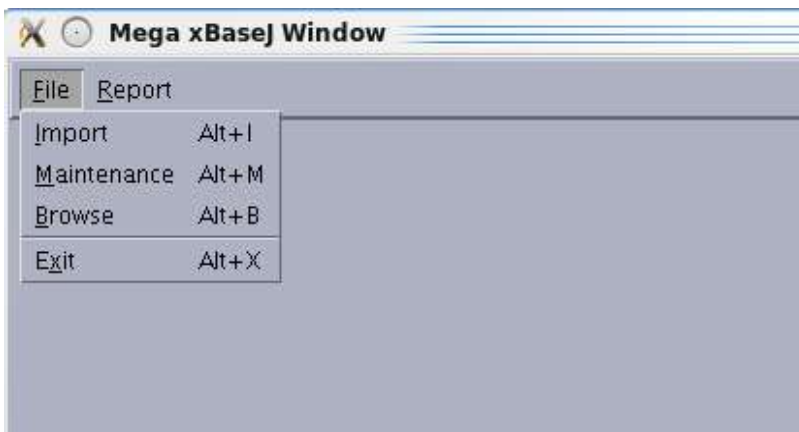 Mega xBaseJ Window
File Report
Import Alt+I
Maintenance Alt+M
Browse Alt+B
Exit Alt+X